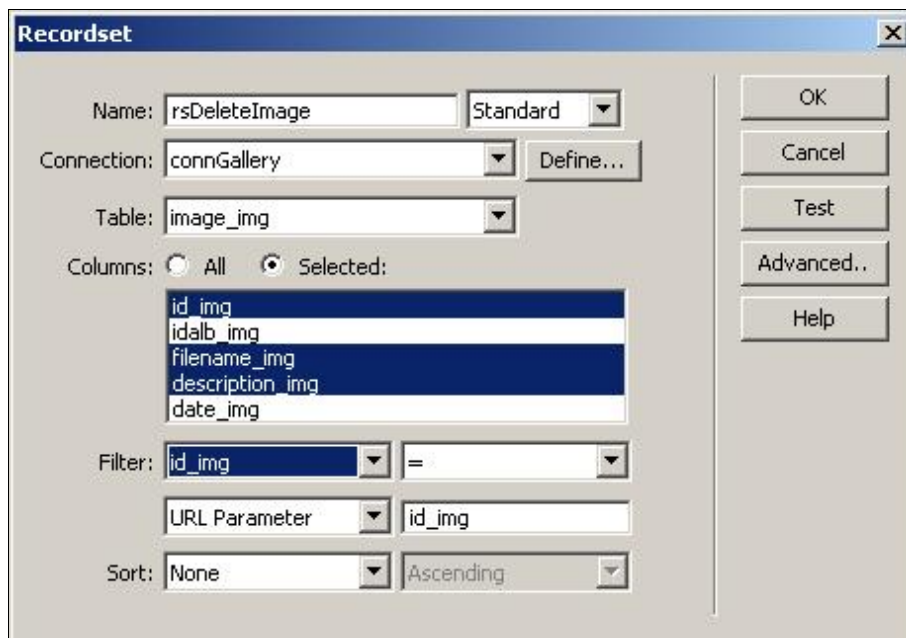 Recordset
Name: rsDeleteImage Standard
OK
Connection: connGallery Define...
Cancel
Table: image_img
Test
Columns: All Selected:
Advanced..
id_img
idalb_img
filename_img
description_img
date_img
Help
Filter: id_img =
URL Parameter id_img
Sort: None Ascending